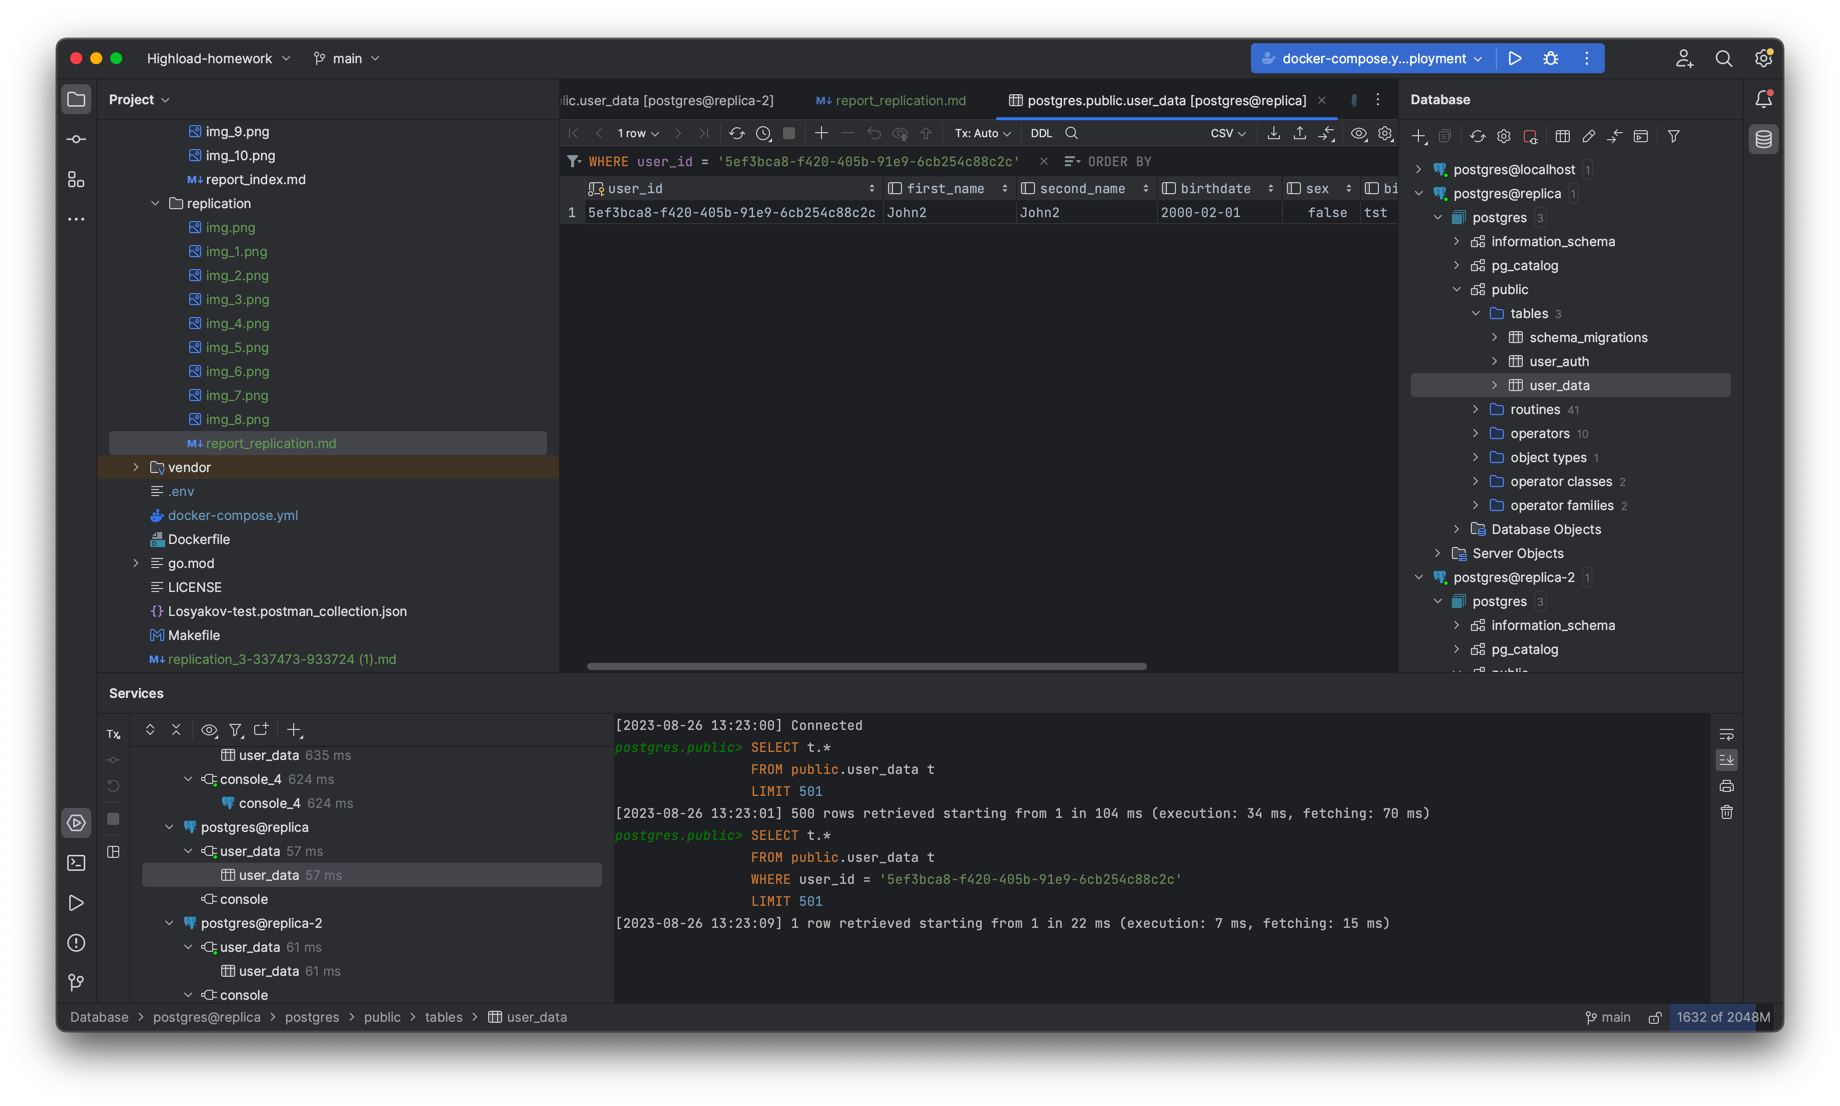 Highload-homework
main
docker-compose.y...ployment
Project
img_9.png
img_10.png
M↓ report_index.md
replication
img.png
img_1.png
img_2.png
img_3.png
img_4.png
img_5.png
img_6.png
img_7.png
img_8.png
M↓ report_replication.md
vendor
.env
docker-compose.yml
Dockerfile
go.mod
LICENSE
{} Losyakov-test.postman_collection.json
Makefile
M↓ replication_3-337473-933724 (1).md
lic.user_data [postgres@replica-2]
M↓ report_replication.md
postgres.public.user_data [postgres@replica]
1 row
Tx: Auto
DDL
CSV
WHERE user_id = '5ef3bca8-f420-405b-91e9-6cb254c88c2c'
ORDER BY
user_id first_name second_name birthdate sex bi
1 5ef3bca8-f420-405b-91e9-6cb254c88c2c John2 John2 2000-02-01 false tst
Database
postgres@localhost 1
postgres@replica 1
postgres 3
information_schema
pg_catalog
public
tables 3
schema_migrations
user_auth
user_data
routines 41
operators 10
object types 1
operator classes 2
operator families 2
Database Objects
Server Objects
postgres@replica-2 1
postgres 3
information_schema
pg_catalog
public
Services
Tx
user_data 635 ms
console_4 624 ms
console_4 624 ms
postgres@replica
user_data 57 ms
user_data 57 ms
console
postgres@replica-2
user_data 61 ms
user_data 61 ms
console
[2023-08-26 13:23:00] Connected
postgres.public> SELECT t.*
FROM public.user_data t
LIMIT 501
[2023-08-26 13:23:01] 500 rows retrieved starting from 1 in 104 ms (execution: 34 ms, fetching: 70 ms)
postgres.public> SELECT t.*
FROM public.user_data t
WHERE user_id = '5ef3bca8-f420-405b-91e9-6cb254c88c2c'
LIMIT 501
[2023-08-26 13:23:09] 1 row retrieved starting from 1 in 22 ms (execution: 7 ms, fetching: 15 ms)
Database > postgres@replica > postgres > public > tables > user_data
main
1632 of 2048M